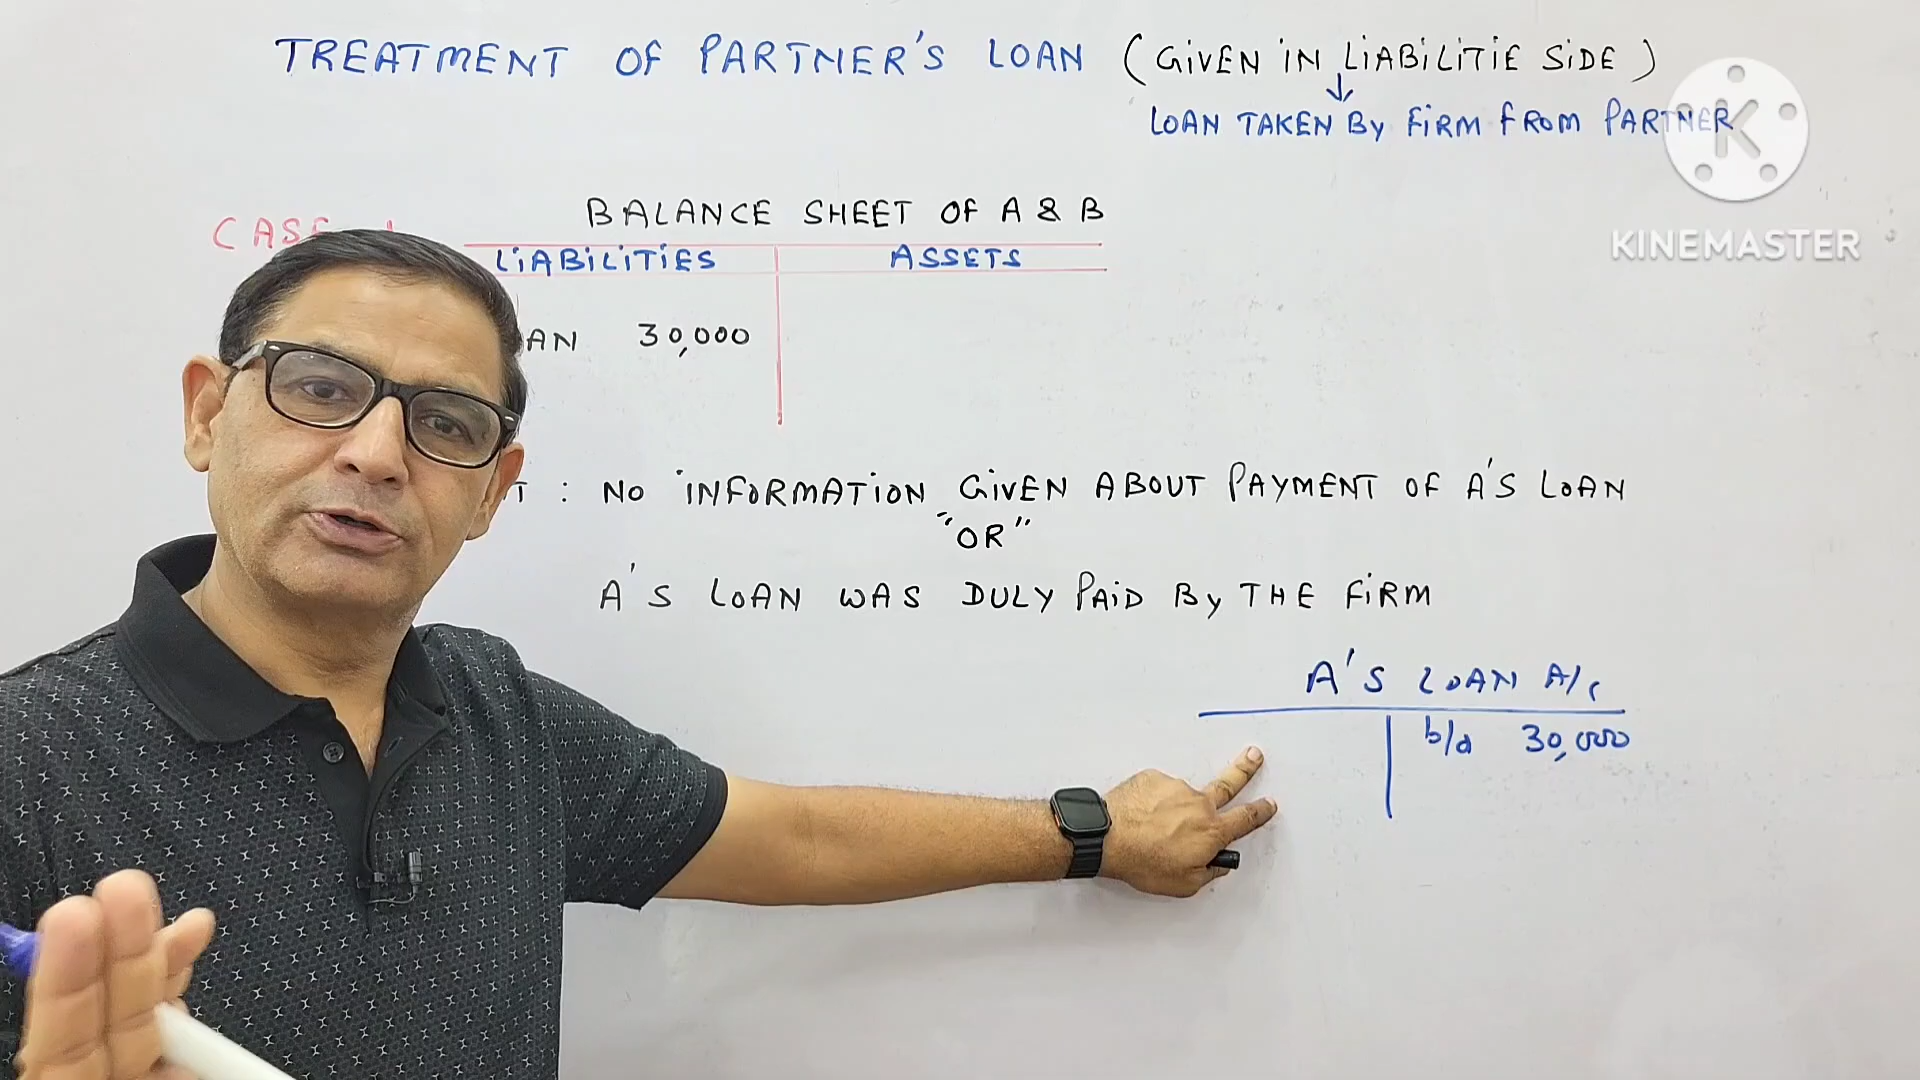 TREATMENT OF PARTNER'S LOAN (GIVEN IN LIABILITIE SIDE)
LOAN TAKEN BY FIRM FROM PARTNER
KINEMASTER
BALANCE SHEET OF A & B
LIABILITIES ASSETS
30,000
: NO INFORMATION GIVEN ABOUT PAYMENT OF A'S LOAN
"OR"
A'S LOAN WAS DULY PAID BY THE FIRM
A'S LOAN A/c
b/d 30,000